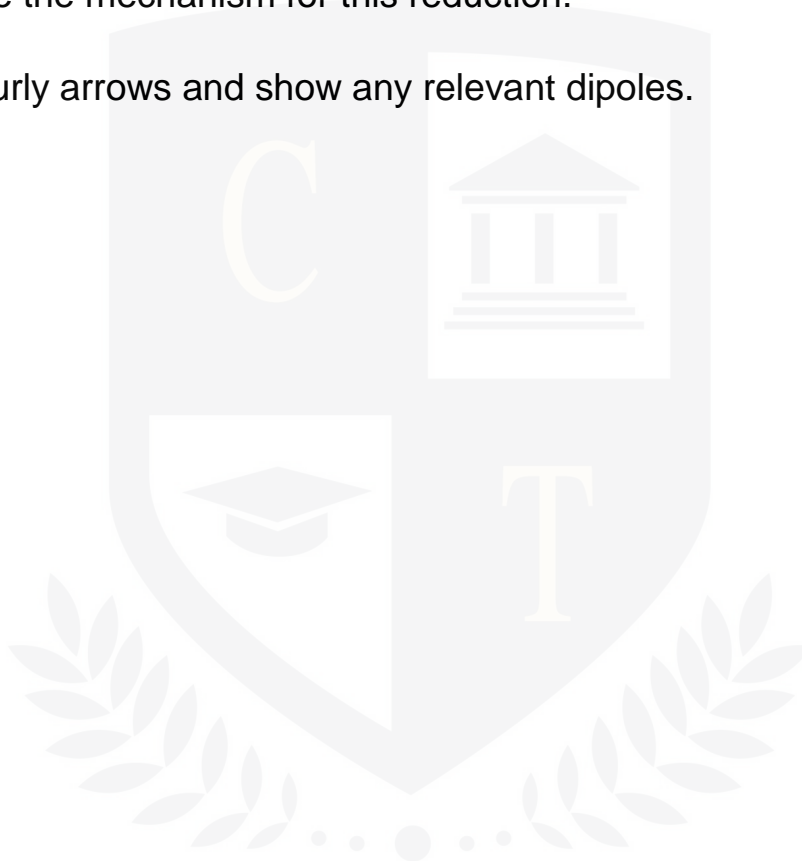 the mechanism for this reduction.
urly arrows and show any relevant dipoles.
C
T